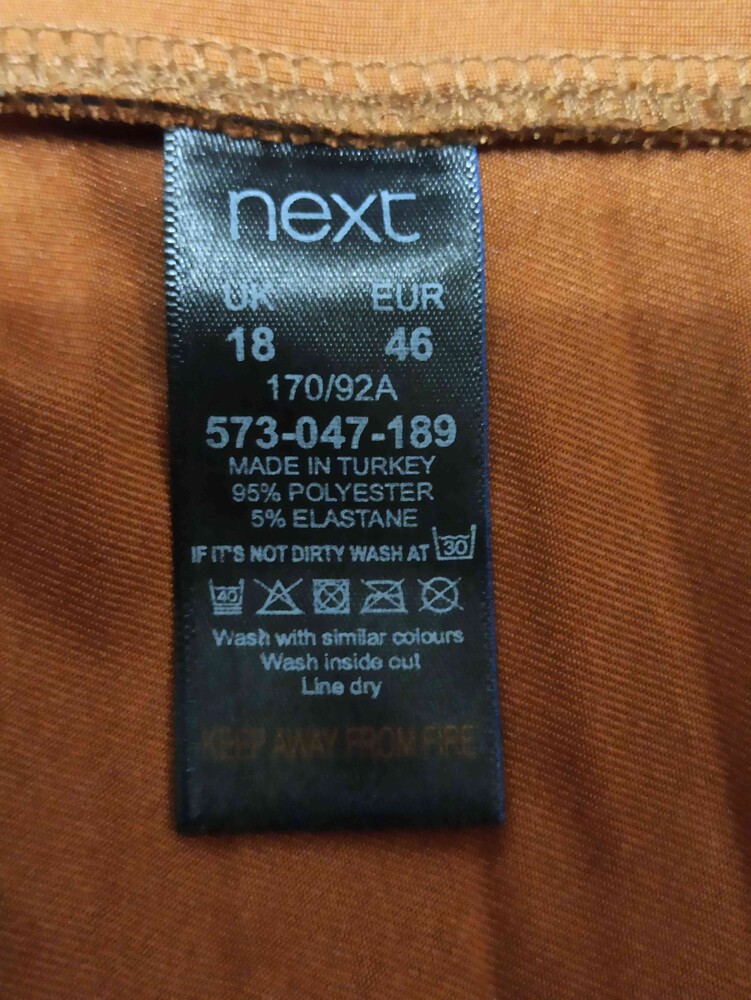 next
UK EUR
18 46
170/92A
573-047-189
MADE IN TURKEY
95% POLYESTER
5% ELASTANE
IF IT'S NOT DIRTY WASH AT 30
40
Wash with similar colours
Wash inside out
Line dry
KEEP AWAY FROM FIRE